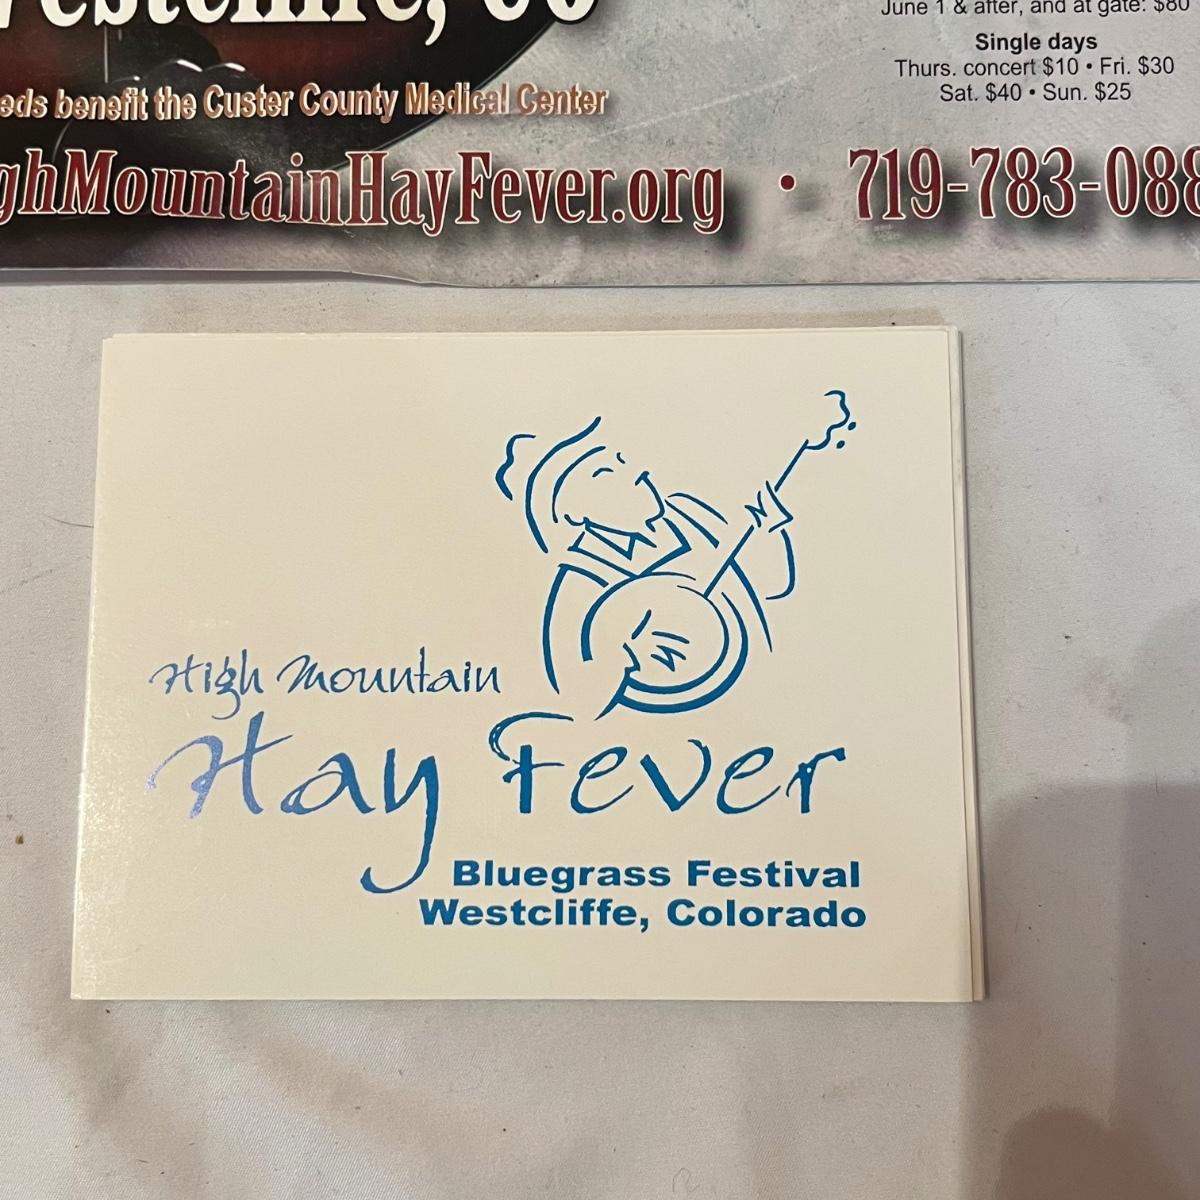 June 1 & after, and at gate: $80
Single days
Thurs. concert $10 • Fri. $30
Sat. $40 • Sun. $25
benefit the Custer County Medical Center
ghMountainHayFever.org • 719-783-088
High Mountain
Hay Fever
Bluegrass Festival
Westcliffe, Colorado